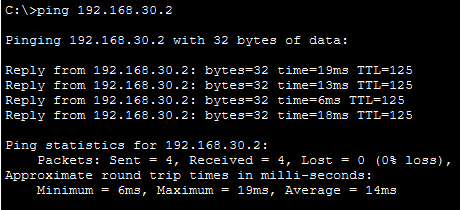 C:\>ping 192.168.30.2
Pinging 192.168.30.2 with 32 bytes of data:
Reply from 192.168.30.2: bytes=32 time=19ms TTL=125
Reply from 192.168.30.2: bytes=32 time=13ms TTL=125
Reply from 192.168.30.2: bytes=32 time=6ms TTL=125
Reply from 192.168.30.2: bytes=32 time=18ms TTL=125
Ping statistics for 192.168.30.2:
    Packets: Sent = 4, Received = 4, Lost = 0 (0% loss),
Approximate round trip times in milli-seconds:
    Minimum = 6ms, Maximum = 19ms, Average = 14ms